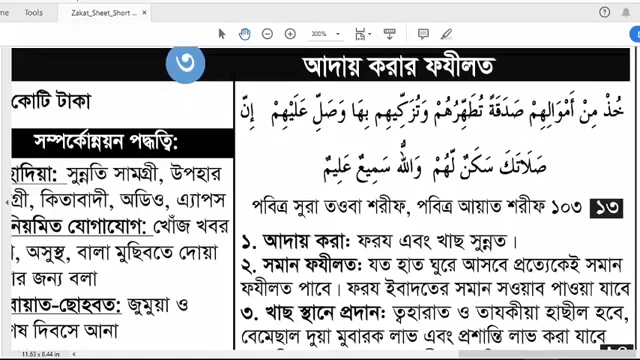 me
Tools
Zakat_Sheet_Short ...
300%
৩
আদায় করার ফযীলত
কোটি টাকা
সম্পর্কোন্নয়ন পদ্ধতি:
হাদিয়া: সুন্নতি সামগ্রী, উপহার
গ্রী, কিতাবাদী, অডিও, এ্যাপস
নিয়মিত যোগাযোগ: খোঁজ খবর
, অসুস্থ, বালা মুছিবতে দোয়া
র জন্য বলা
বায়াত-ছোহবত: জুমুয়া ও
শষ দিবসে আনা
خُذْ مِنْ أَمْوَالِهِمْ صَدَقَةً تُطَهِّرُهُمْ وَتُزَكِّيهِم بِهَا وَصَلِّ عَلَيْهِمْ إِنَّ
صَلَاتَكَ سَكَنٌ لَّهُمْ وَاللَّهُ سَمِيعٌ عَلِيمٌ
পবিত্র সুরা তওবা শরীফ, পবিত্র আয়াত শরীফ ১০৩
১৩
১. আদায় করা: ফরয এবং খাছ সুন্নত।
২. সমান ফযীলত: যত হাত ঘুরে আসবে প্রত্যেকেই সমান
ফযীলত পাবে। ফরয ইবাদতের সমান সওয়াব পাওয়া যাবে
৩. খাছ স্থানে প্রদান: ত্বহারাত ও তাযকীয়া হাছীল হবে,
বেমেছাল দুয়া মুবারক লাভ এবং প্রশান্তি লাভ করা যাবে
11.63 x 8.44 in